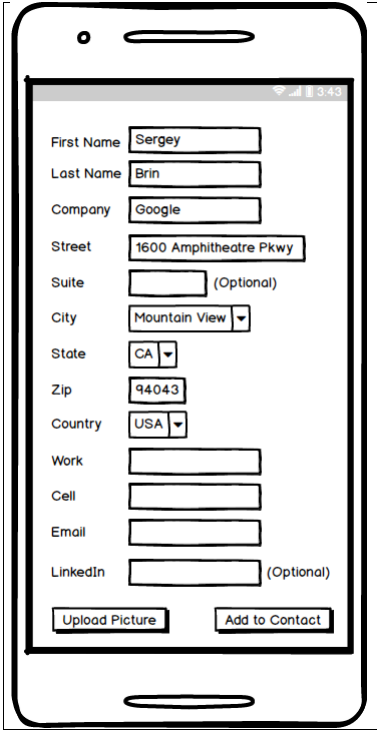 3:43
First Name Sergey
Last Name Brin
Company Google
Street 1600 Amphitheatre Pkwy
Suite (Optional)
City Mountain View
State CA
Zip 94043
Country USA
Work
Cell
Email
LinkedIn (Optional)
Upload Picture Add to Contact